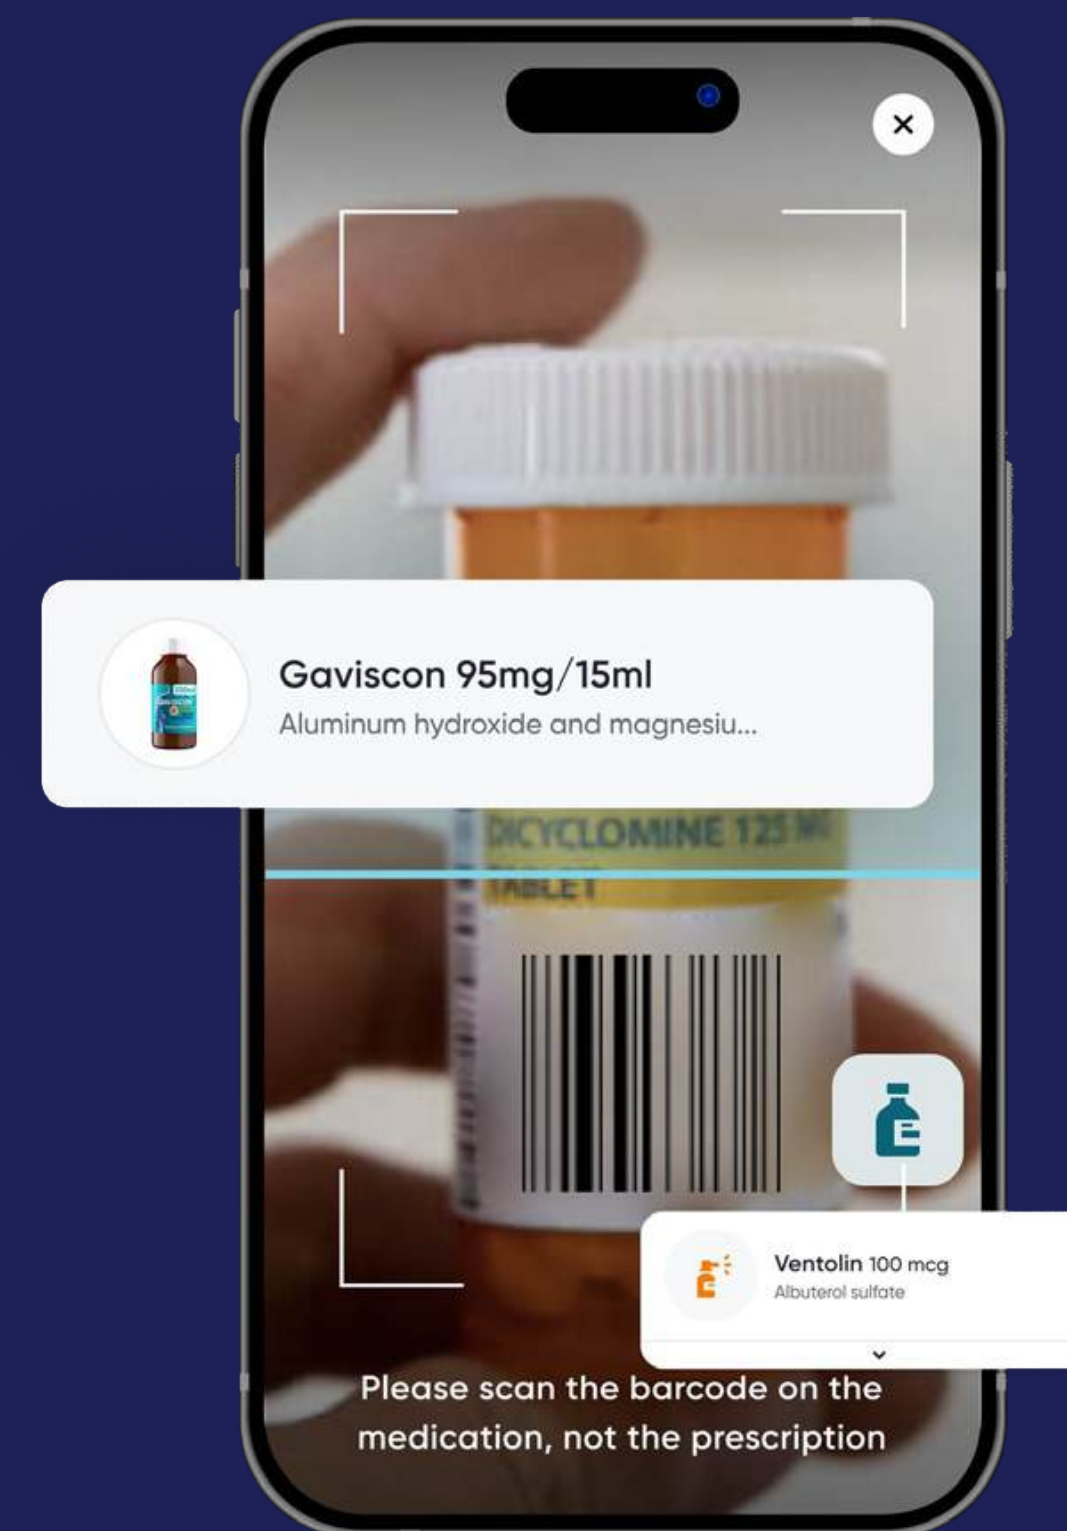 Gaviscon 95mg/15ml
Aluminum hydroxide and magnesiu...
DICYCLOMINE 125 MG
TABLET
Ventolin 100 mcg
Albuterol sulfate
Please scan the barcode on the
medication, not the prescription